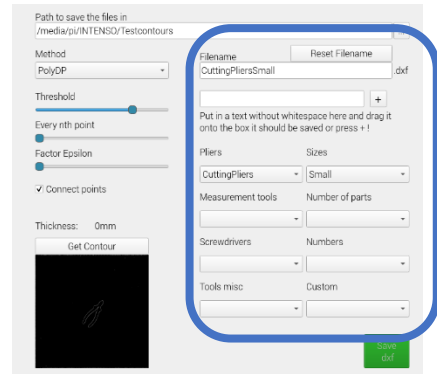 Path to save the files in
/media/pi/INTENSO/Testcontours
Method
PolyDP
Threshold
Every nth point
Factor Epsilon
Connect points
Thickness: 0mm
Get Contour
Filename
Reset Filename
CuttingPliersSmall
.dxf
+
Put in a text without whitespace here and drag it
onto the box it should be saved or press + !
Pliers
Sizes
CuttingPliers
Small
Measurement tools
Number of parts
Screwdrivers
Numbers
Tools misc
Custom
Save
dxf